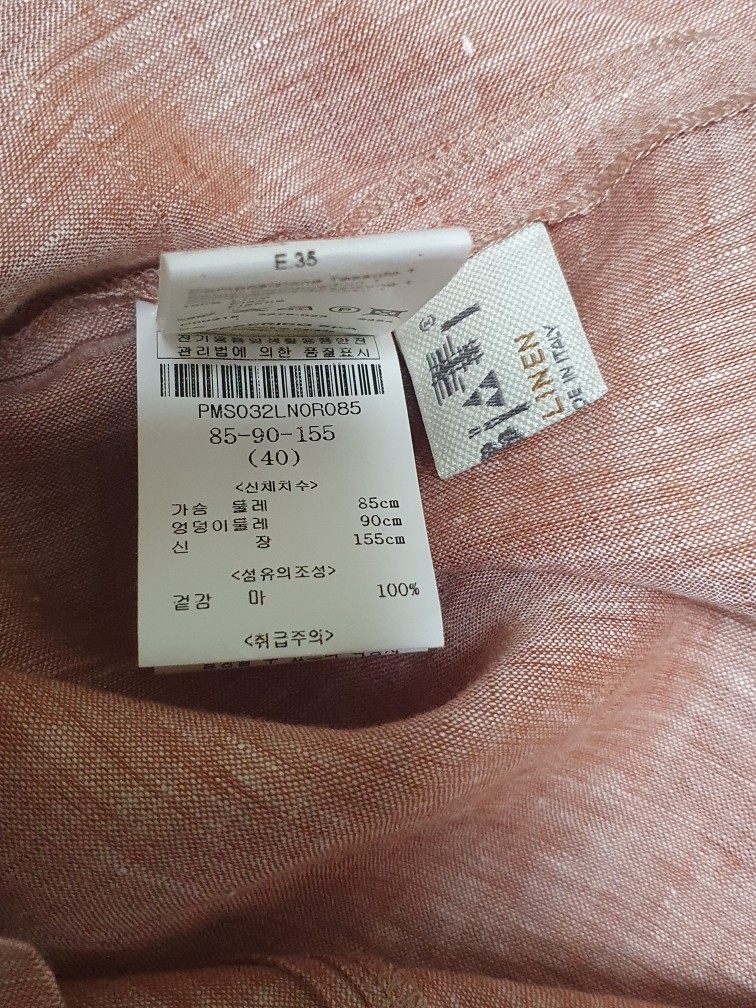 E.35
전기용품및생활용품안전
관리법에 의한 품질표시
PMS032LN0R085
85-90-155
(40)
<신체치수>
가슴 둘레 85cm
엉덩이둘레 90cm
신 장 155cm
<섬유의조성>
겉감 마 100%
<취급주의>
LINEN
IN ITALY